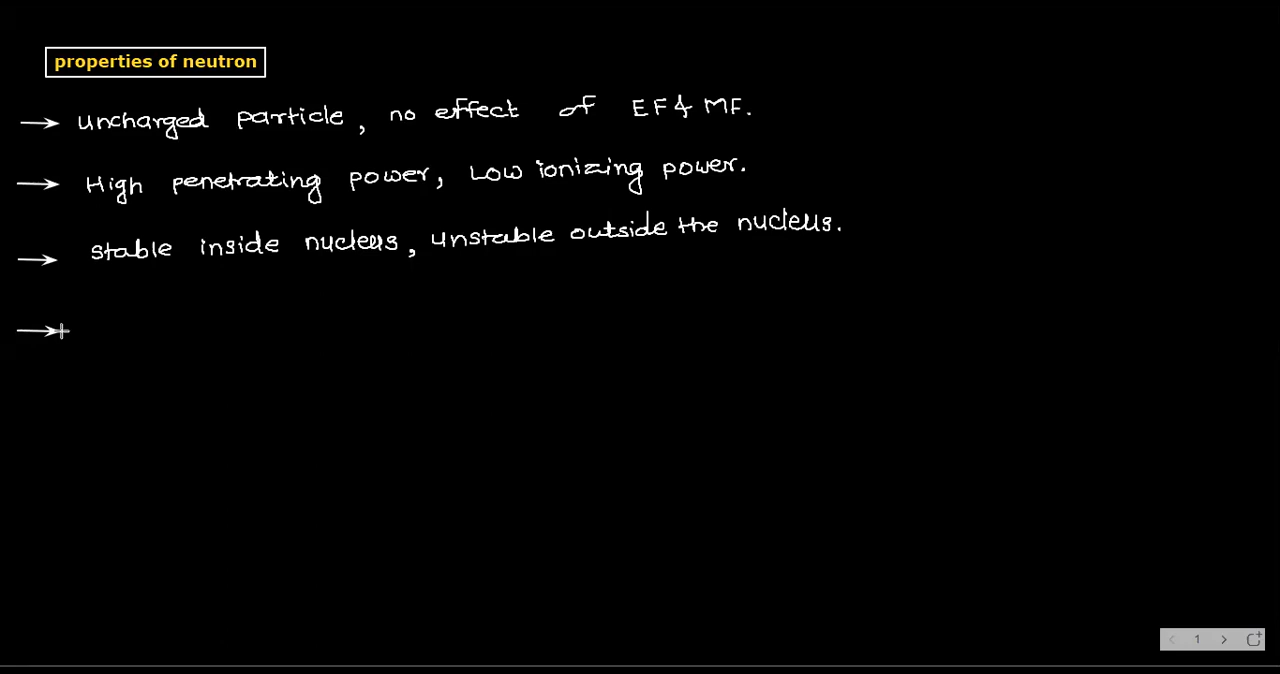 properties of neutron
→ uncharged particle, no effect of EF & MF.
→ High penetrating power, Low ionizing power.
→ stable inside nucleus, unstable outside the nucleus.
→
1